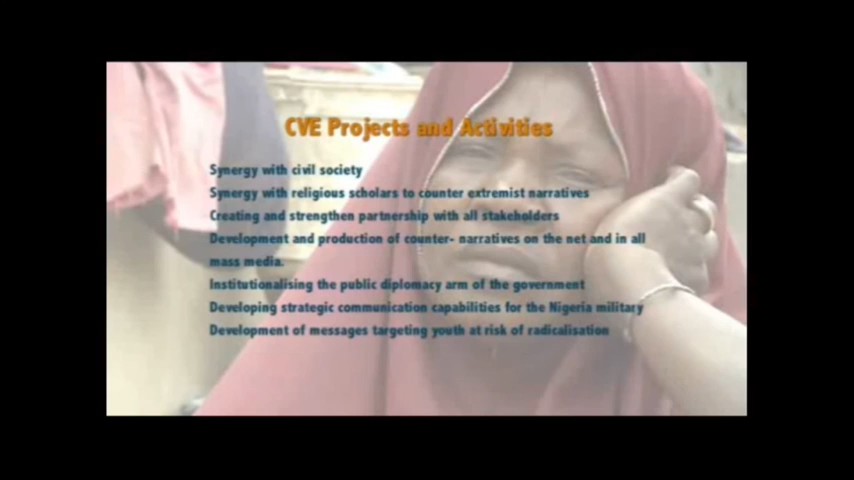 CVE Projects and Activities
Synergy with civil society
Synergy with religious scholars to counter extremist narratives
Creating and strengthen partnership with all stakeholders
Development and production of counter- narratives on the net and in all
mass media.
Institutionalising the public diplomacy arm of the government
Developing strategic communication capabilities for the Nigeria military
Development of messages targeting youth at risk of radicalisation